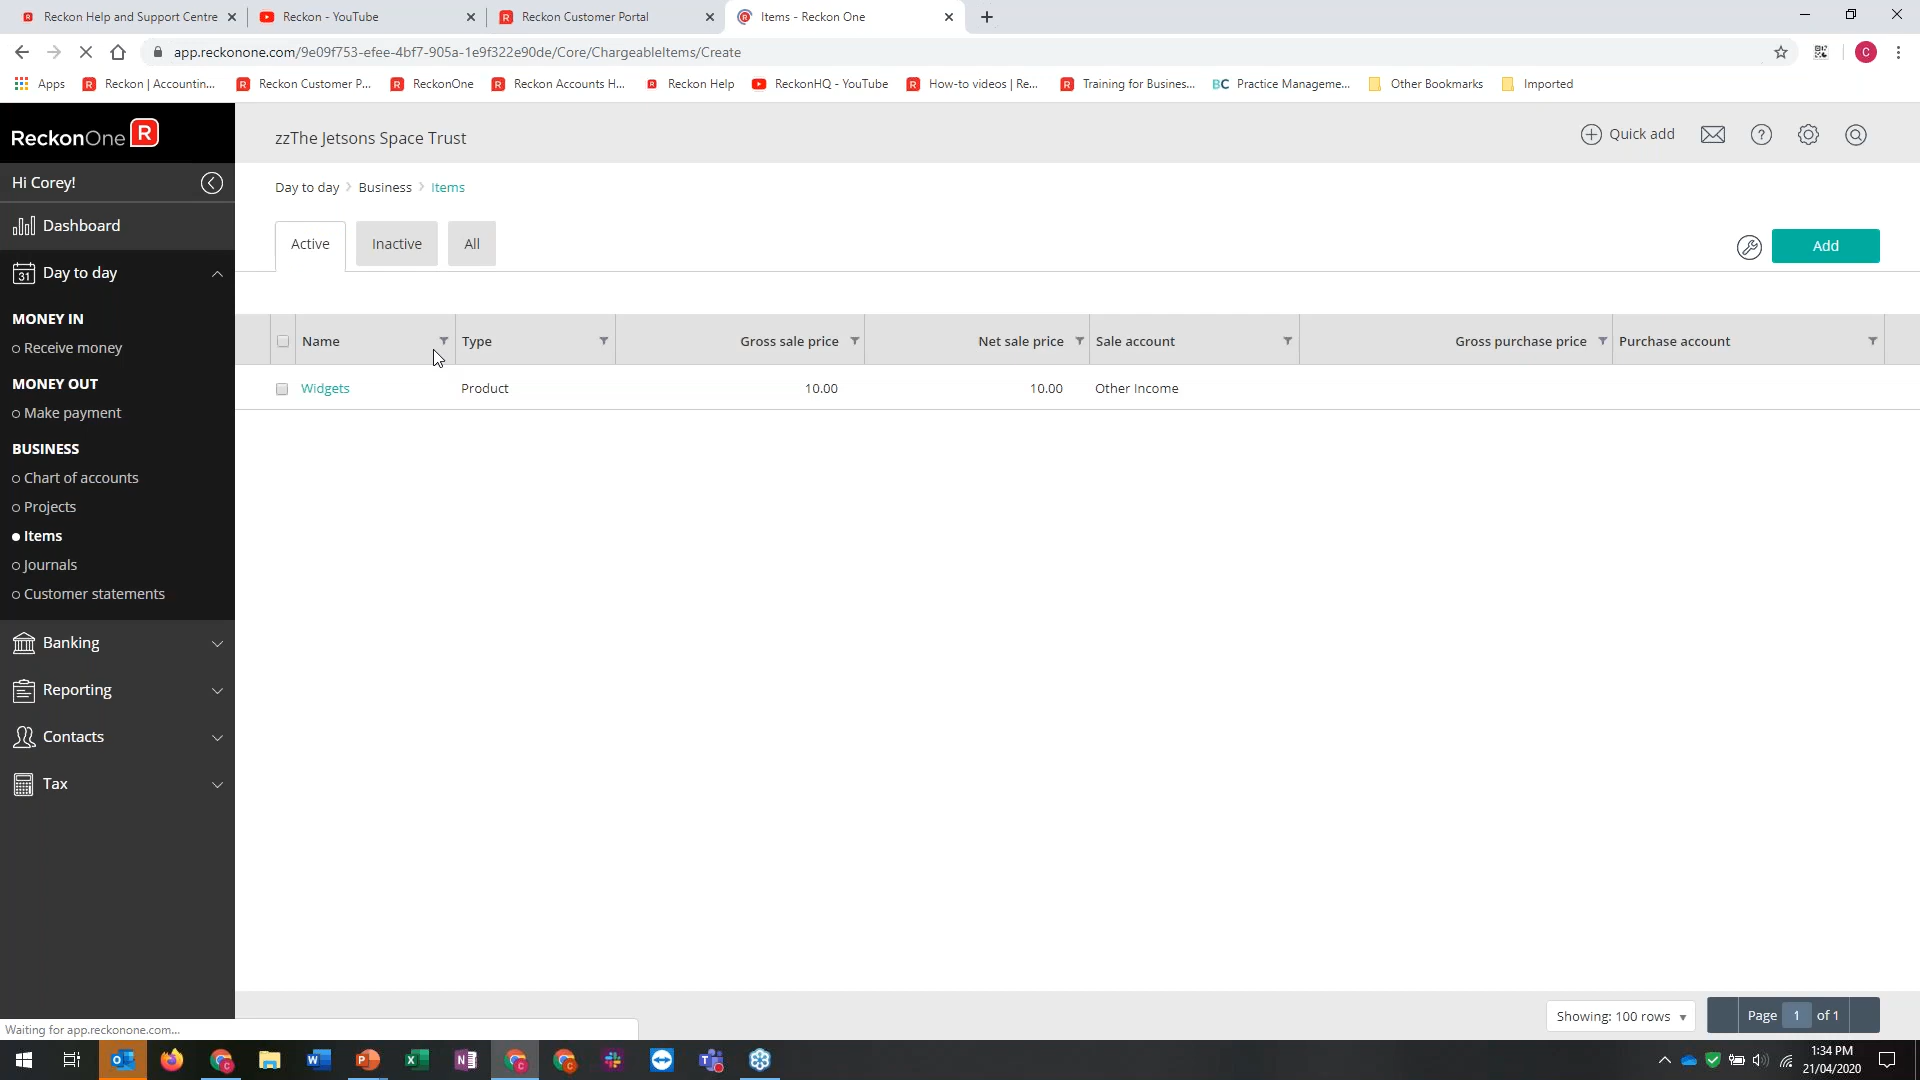 Reckon Help and Support Centre
Reckon - YouTube
Reckon Customer Portal
Items - Reckon One
app.reckonone.com/9e09f753-efee-4bf7-905a-1e9f322e90de/Core/ChargeableItems/Create
C
Apps
Reckon | Accountin...
Reckon Customer P...
ReckonOne
Reckon Accounts H...
Reckon Help
ReckonHQ - YouTube
How-to videos | Re...
Training for Busines...
BC Practice Manageme...
Other Bookmarks
Imported
ReckonOne R
zzThe Jetsons Space Trust
Quick add
Hi Corey!
Day to day > Business > Items
Dashboard
Active
Inactive
All
Add
31 Day to day
MONEY IN
Receive money
MONEY OUT
Make payment
BUSINESS
Chart of accounts
Projects
Items
Journals
Customer statements
Banking
Reporting
Contacts
Tax
Name Type Gross sale price Net sale price Sale account Gross purchase price Purchase account
Widgets Product 10.00 10.00 Other Income
Showing: 100 rows
Page 1 of 1
Waiting for app.reckonone.com...
1:34 PM
21/04/2020